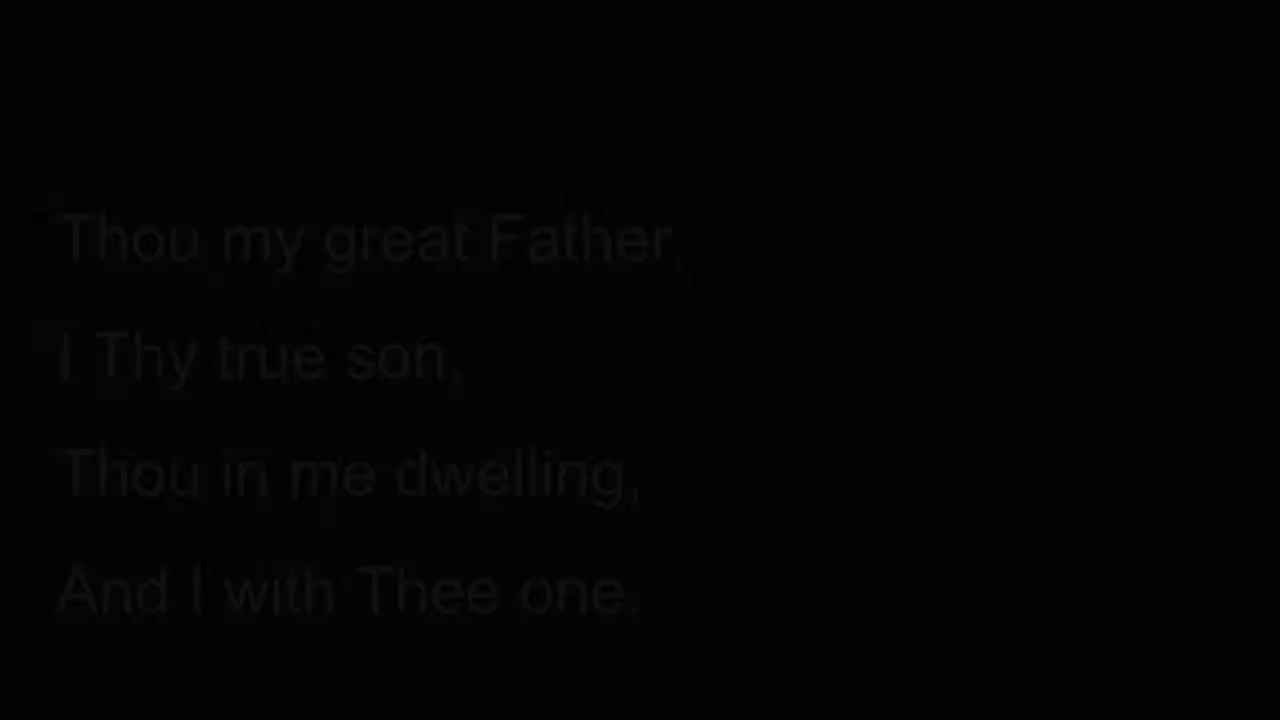 Thou my great Father,
I Thy true son,
Thou in me dwelling,
And I with Thee one.